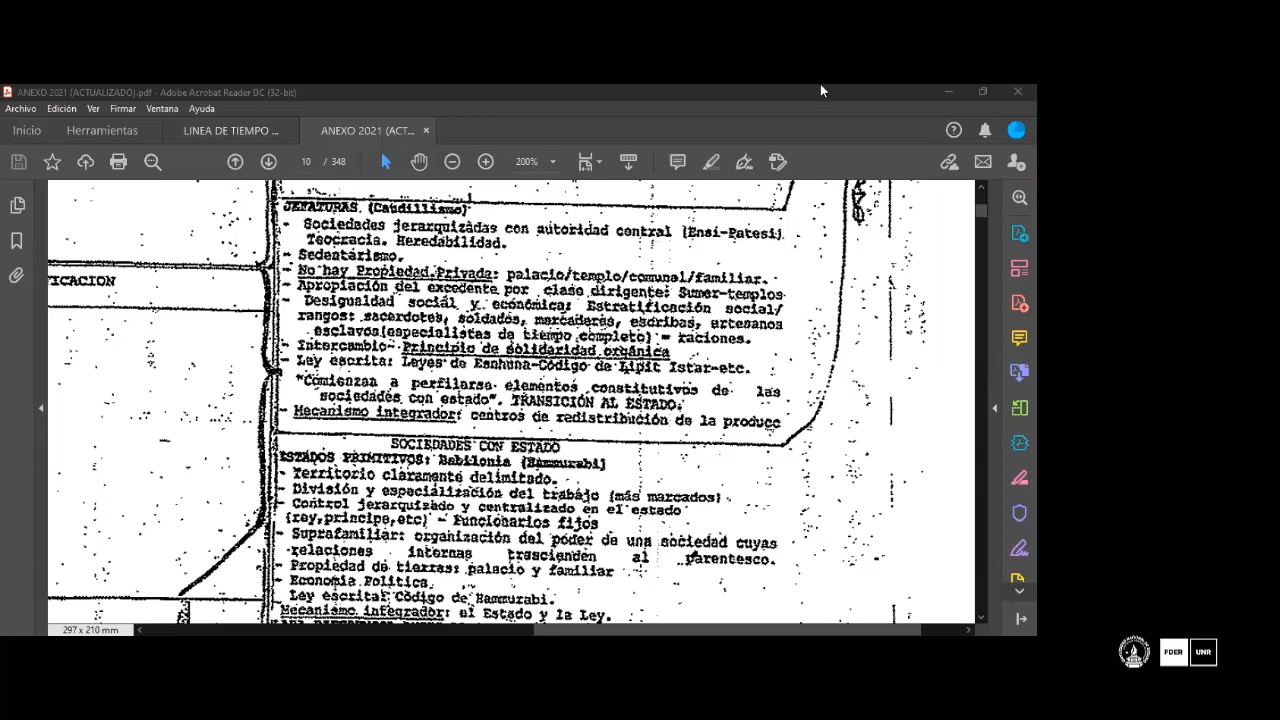 ANEXO 2021 (ACTUALIZADO).pdf - Adobe Acrobat Reader DC (32-bit)
Archivo Edición Ver Firmar Ventana Ayuda
Inicio Herramientas LINEA DE TIEMPO ... ANEXO 2021 (ACT... ×
10 / 348 200%
JEFATURAS (Caudillismo)
- Sociedades jerarquizadas con autoridad central (Ensi-Patesi)
Teocracia. Heredabilidad.
- Sedentarismo.
- No hay Propiedad Privada: palacio/templo/comunal/familiar.
ICACION
- Apropiación del excedente por clase dirigente: Sumer-templos
- Desigualdad social y económica: Estratificación social/
rangos: sacerdotes, soldados, mercaderes, escribas, artesanos
esclavos(especialistas de tiempo completo) - raciones.
- Intercambio- Principio de solidaridad orgánica
- Ley escrita: Leyes de Esnhuna-Código de Lipit Istar-etc.
"Comienzan a perfilarse elementos constitutivos de las
sociedades con estado". TRANSICIÓN AL ESTADO.
- Mecanismo integrador: centros de redistribución de la producc
SOCIEDADES CON ESTADO
ESTADOS PRIMITIVOS: Babilonia (Hammurabi)
- Territorio claramente delimitado.
- División y especialización del trabajo (más marcados)
- Control jerarquizado y centralizado en el estado
(rey,príncipe,etc) - Funcionarios fijos
- Suprafamiliar: organización del poder de una sociedad cuyas
relaciones internas trascienden al parentesco.
- Propiedad de tierras: palacio y familiar
- Economía Política
Ley escrita: Código de Hammurabi.
Mecanismo integrador: el Estado y la Ley.
297 x 210 mm
FDER UNR